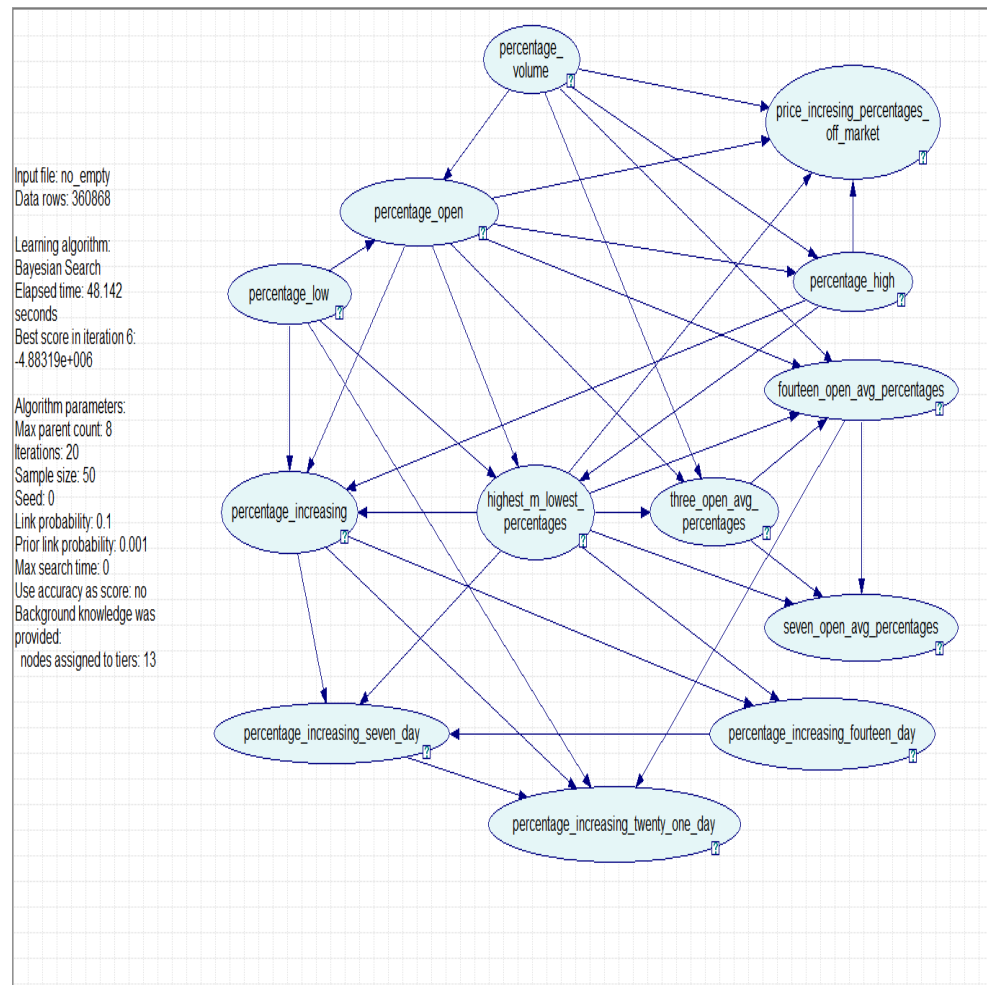 percentage_
volume
price_incresing_percentages_
off_market
Input file: no_empty
Data rows: 360868
percentage_open
Learning algorithm:
Bayesian Search
Elapsed time: 48.142
seconds
Best score in iteration 6:
-4.88319e+006
percentage_low
percentage_high
Algorithm parameters:
Max parent count: 8
Iterations: 20
Sample size: 50
Seed: 0
Link probability: 0.1
Prior link probability: 0.001
Max search time: 0
Use accuracy as score: no
Background knowledge was
provided:
nodes assigned to tiers: 13
fourteen_open_avg_percentages
percentage_increasing
highest_m_lowest_
percentages
three_open_avg_
percentages
seven_open_avg_percentages
percentage_increasing_seven_day
percentage_increasing_fourteen_day
percentage_increasing_twenty_one_day